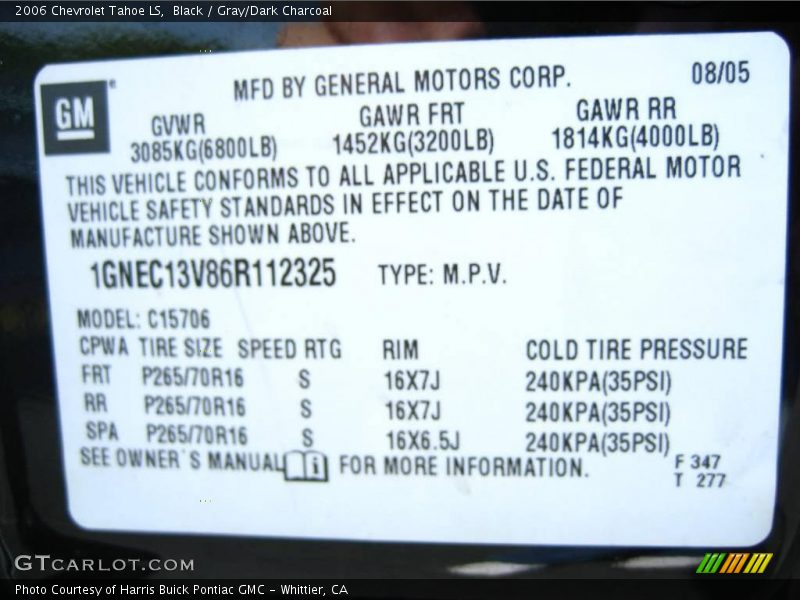 2006 Chevrolet Tahoe LS,  Black / Gray/Dark Charcoal
GM® MFD BY GENERAL MOTORS CORP. 08/05
GVWR GAWR FRT GAWR RR
3085KG(6800LB) 1452KG(3200LB) 1814KG(4000LB)
THIS VEHICLE CONFORMS TO ALL APPLICABLE U.S. FEDERAL MOTOR
VEHICLE SAFETY STANDARDS IN EFFECT ON THE DATE OF
MANUFACTURE SHOWN ABOVE.
1GNEC13V86R112325 TYPE: M.P.V.
MODEL: C15706
CPWA TIRE SIZE SPEED RTG RIM COLD TIRE PRESSURE
FRT P265/70R16 S 16X7J 240KPA(35PSI)
RR P265/70R16 S 16X7J 240KPA(35PSI)
SPA P265/70R16 S 16X6.5J 240KPA(35PSI)
SEE OWNER'S MANUAL i FOR MORE INFORMATION. F 347
T 277
GTCARLOT.COM
Photo Courtesy of Harris Buick Pontiac GMC - Whittier, CA